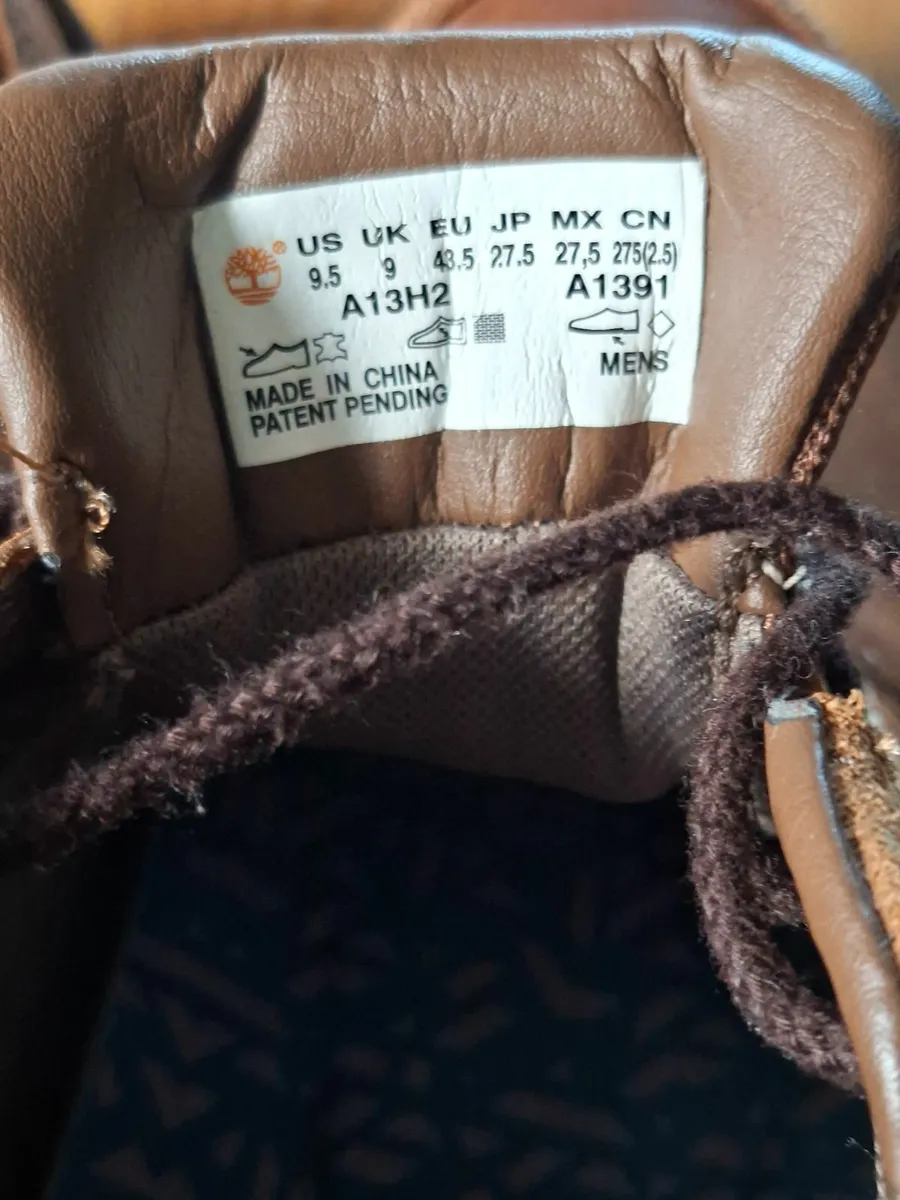 ® US UK EU JP MX CN
9.5 9 43.5 27.5 27,5 275(2.5)
A13H2 A1391
MENS
MADE IN CHINA
PATENT PENDING